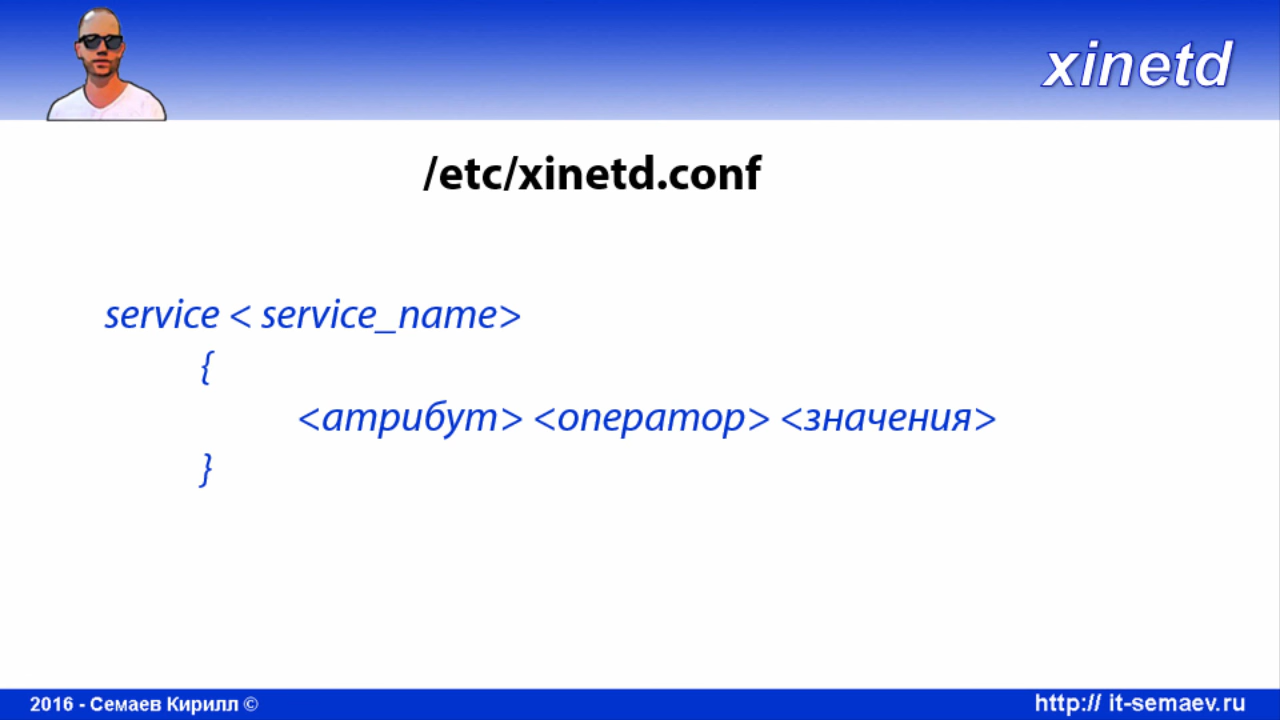 xinetd
/etc/xinetd.conf
service < service_name>
{
<атрибут> <оператор> <значения>
}
2016 - Семаев Кирилл ©
http:// it-semaev.ru